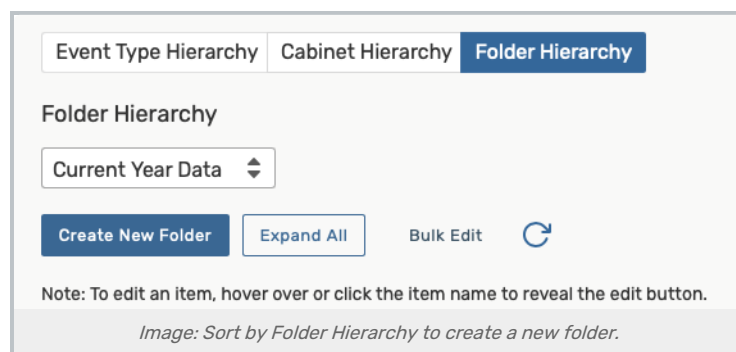 Event Type Hierarchy Cabinet Hierarchy Folder Hierarchy
Folder Hierarchy
Current Year Data
Create New Folder Expand All Bulk Edit
Note: To edit an item, hover over or click the item name to reveal the edit button.
Image: Sort by Folder Hierarchy to create a new folder.